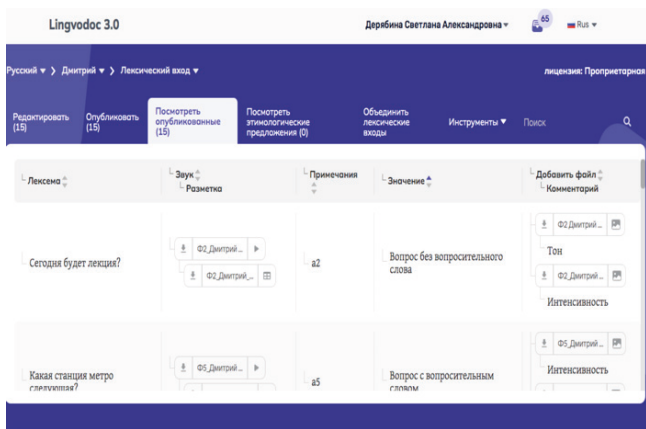 Lingvodoc 3.0
Дерябина Светлана Александровна
65
Rus
Русский > Дмитрий > Лексический вход
лицензия: Проприетарная
Редактировать (15)
Опубликовать (15)
Посмотреть опубликованные (15)
Посмотреть этимологические предложения (0)
Объединить лексические входы
Инструменты
Поиск
Лексема
Звук
Разметка
Примечания
Значение
Добавить файл
Комментарий
Сегодня будет лекция?
Ф2_Дмитрий...
Ф2_Дмитрий_...
а2
Вопрос без вопросительного
слова
Ф2_Дмитрий...
Тон
Ф2_Дмитрий...
Интенсивность
Какая станция метро
следующая?
Ф5_Дмитрий...
а5
Вопрос с вопросительным
словом
Ф5_Дмитрий...
Интенсивность